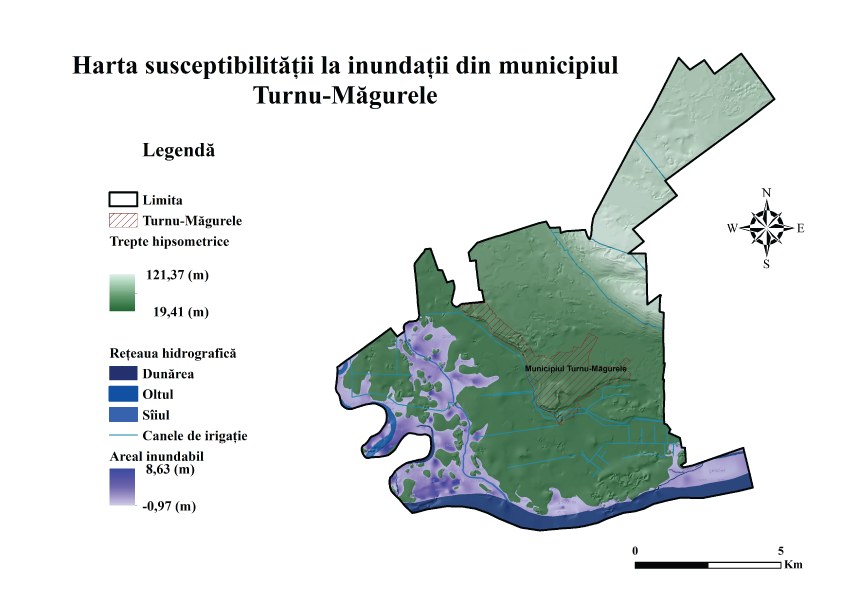 Harta susceptibilității la inundații din municipiul
Turnu-Măgurele
Legendă
Limita
Turnu-Măgurele
Trepte hipsometrice
121,37 (m)
19,41 (m)
Rețeaua hidrografică
Dunărea
Oltul
Sîiul
Canele de irigație
Areal inundabil
8,63 (m)
-0,97 (m)
N
W
E
S
Municipiul Turnu-Măgurele
0 5
Km